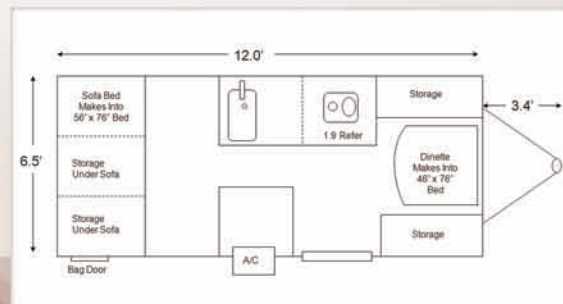 12.0'
Sofa Bed
Makes Into
56" x 76" Bed
Storage
3.4'
1.9 Refer
6.5'
Storage
Under Sofa
Dinette
Makes Into
46" x 76"
Bed
Storage
Under Sofa
Storage
A/C
Bag Door